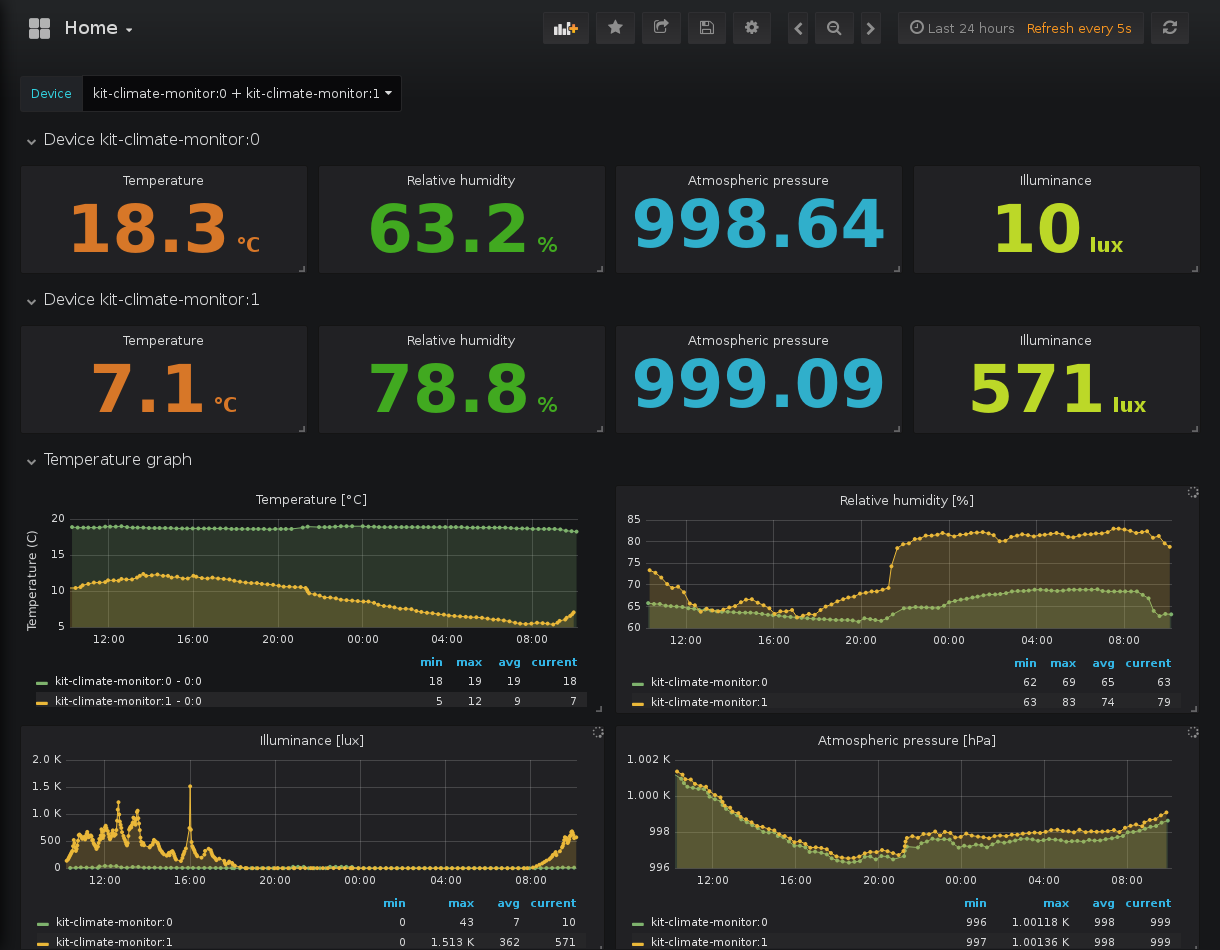 Home
Last 24 hours Refresh every 5s
Device kit-climate-monitor:0 + kit-climate-monitor:1
Device kit-climate-monitor:0
Temperature Relative humidity Atmospheric pressure Illuminance
18.3 °C 63.2 % 998.64 10 lux
Device kit-climate-monitor:1
Temperature Relative humidity Atmospheric pressure Illuminance
7.1 °C 78.8 % 999.09 571 lux
Temperature graph
Temperature [°C]
Temperature (C)
20
15
10
5
12:00 16:00 20:00 00:00 04:00 08:00
min max avg current
kit-climate-monitor:0 - 0:0 18 19 19 18
kit-climate-monitor:1 - 0:0 5 12 9 7
Relative humidity [%]
85
80
75
70
65
60
12:00 16:00 20:00 00:00 04:00 08:00
min max avg current
kit-climate-monitor:0 62 69 65 63
kit-climate-monitor:1 63 83 74 79
Illuminance [lux]
2.0 K
1.5 K
1.0 K
500
0
12:00 16:00 20:00 00:00 04:00 08:00
min max avg current
kit-climate-monitor:0 0 43 7 10
kit-climate-monitor:1 0 1.513 K 362 571
Atmospheric pressure [hPa]
1.002 K
1.000 K
998
996
12:00 16:00 20:00 00:00 04:00 08:00
min max avg current
kit-climate-monitor:0 996 1.00118 K 998 999
kit-climate-monitor:1 997 1.00136 K 998 999